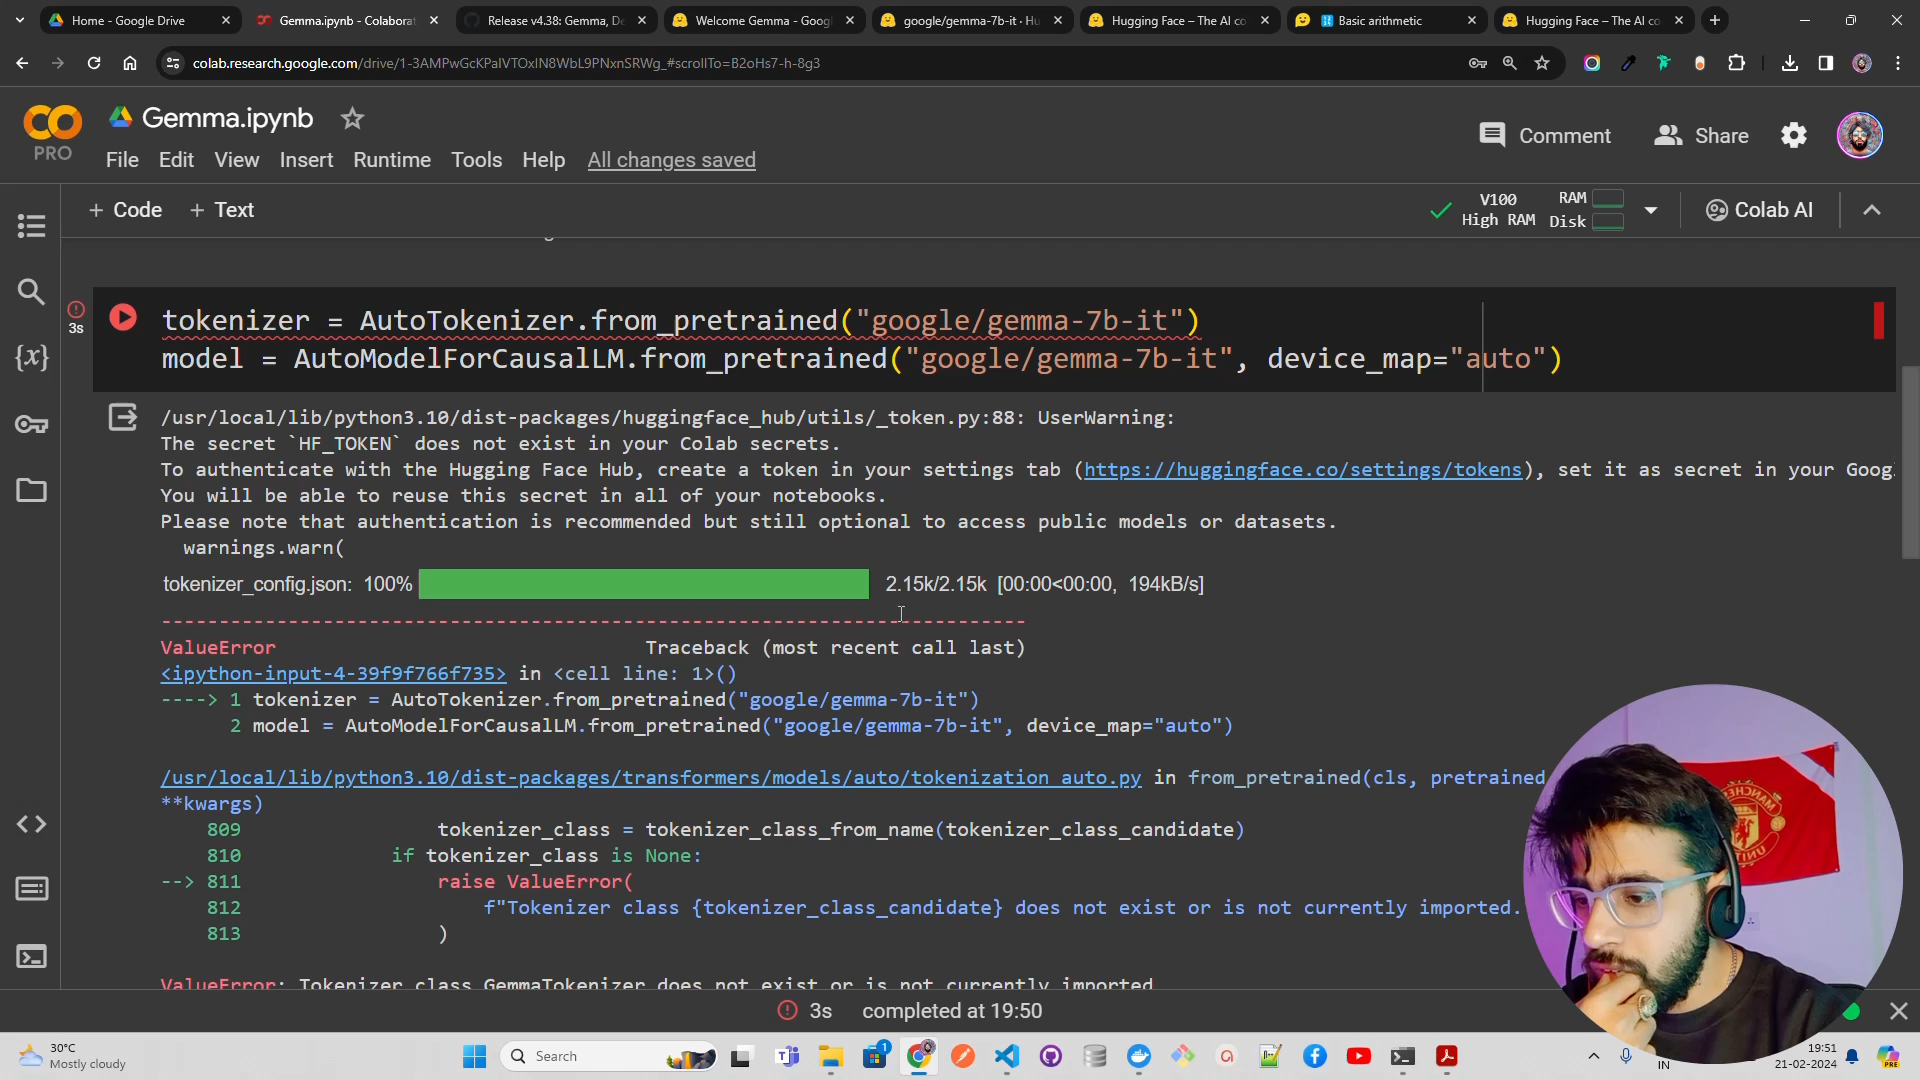 Home - Google Drive
Gemma.ipynb - Colaborat
Release v4.38: Gemma, De
Welcome Gemma - Goog
google/gemma-7b-it · Hu
Hugging Face – The AI co
Basic arithmetic
Hugging Face – The AI co
colab.research.google.com/drive/1-3AMPwGcKPaIVTOxIN8WbL9PNxnSRWg_#scrollTo=B2oHs7-h-8g3
PRO
Gemma.ipynb
File Edit View Insert Runtime Tools Help All changes saved
Comment
Share
+ Code + Text
V100
High RAM
RAM
Disk
Colab AI
3s
tokenizer = AutoTokenizer.from_pretrained("google/gemma-7b-it")
model = AutoModelForCausalLM.from_pretrained("google/gemma-7b-it", device_map="auto")
/usr/local/lib/python3.10/dist-packages/huggingface_hub/utils/_token.py:88: UserWarning:
The secret `HF_TOKEN` does not exist in your Colab secrets.
To authenticate with the Hugging Face Hub, create a token in your settings tab (https://huggingface.co/settings/tokens), set it as secret in your Goog
You will be able to reuse this secret in all of your notebooks.
Please note that authentication is recommended but still optional to access public models or datasets.
warnings.warn(
tokenizer_config.json: 100% 2.15k/2.15k [00:00<00:00, 194kB/s]
---------------------------------------------------------------------------
ValueError Traceback (most recent call last)
<ipython-input-4-39f9f766f735> in <cell line: 1>()
----> 1 tokenizer = AutoTokenizer.from_pretrained("google/gemma-7b-it")
2 model = AutoModelForCausalLM.from_pretrained("google/gemma-7b-it", device_map="auto")
/usr/local/lib/python3.10/dist-packages/transformers/models/auto/tokenization_auto.py in from_pretrained(cls, pretrained
**kwargs)
809 tokenizer_class = tokenizer_class_from_name(tokenizer_class_candidate)
810 if tokenizer_class is None:
--> 811 raise ValueError(
812 f"Tokenizer class {tokenizer_class_candidate} does not exist or is not currently imported.
813 )
ValueError: Tokenizer class GemmaTokenizer does not exist or is not currently imported
3s completed at 19:50
MANCHES
UNITE
30°C
Mostly cloudy
Search
1
IN
19:51
21-02-2024
PRE